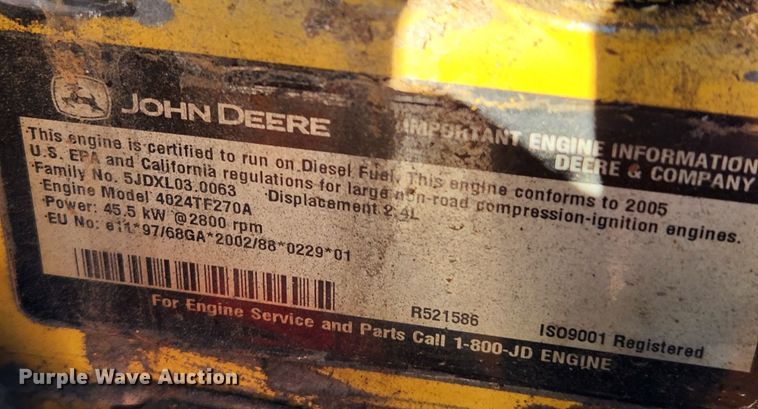 JOHN DEERE
IMPORTANT ENGINE INFORMATION
DEERE & COMPANY
This engine is certified to run on Diesel Fuel. This engine conforms to 2005
U.S. EPA and California regulations for large non-road compression-ignition engines.
Family No. 5JDXL03.0063 Displacement 2.4L
Engine Model 4024TF270A
Power: 45.5 kW @ 2800 rpm
EU No: e11*97/68GA*2002/88*0229*01
R521586 ISO9001 Registered
For Engine Service and Parts Call 1-800-JD ENGINE
Purple Wave Auction